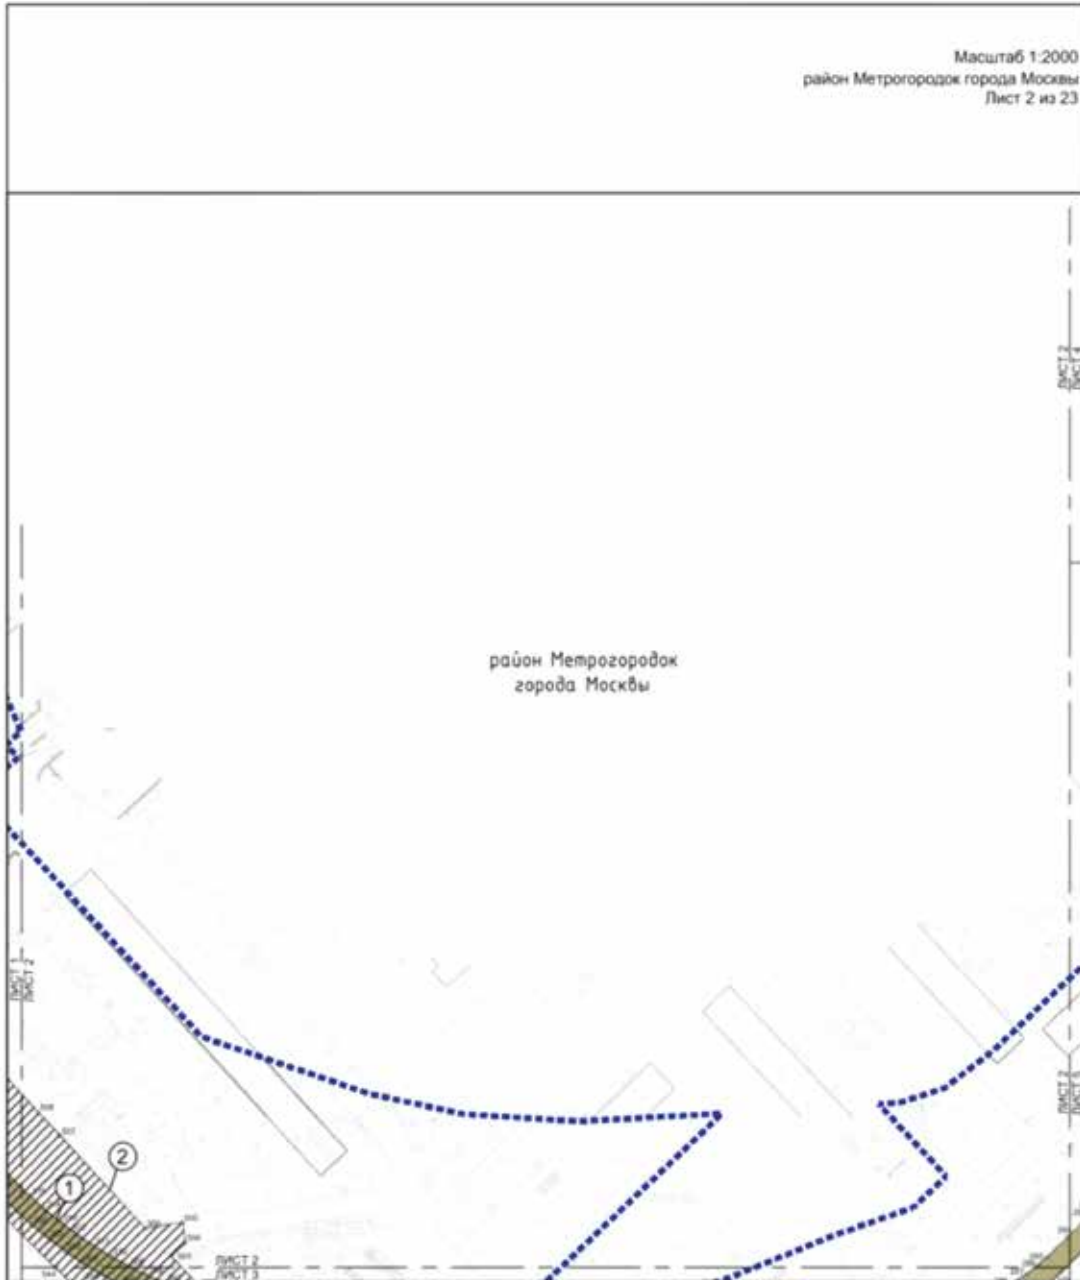 Масштаб 1:2000
район Метрогородок города Москвы
Лист 2 из 23
ЛИСТ 2
ЛИСТ 4
район Метрогородок
города Москвы
ЛИСТ 1
ЛИСТ 2
ЛИСТ 2
2
1
ЛИСТ 2
ЛИСТ 3